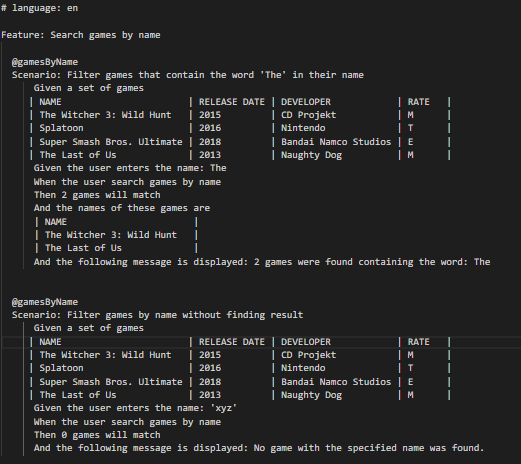 # language: en
Feature: Search games by name
@gamesByName
Scenario: Filter games that contain the word 'The' in their name
Given a set of games
| NAME | RELEASE DATE | DEVELOPER | RATE |
| The Witcher 3: Wild Hunt | 2015 | CD Projekt | M |
| Splatoon | 2016 | Nintendo | T |
| Super Smash Bros. Ultimate | 2018 | Bandai Namco Studios | E |
| The Last of Us | 2013 | Naughty Dog | M |
Given the user enters the name: The
When the user search games by name
Then 2 games will match
And the names of these games are
| NAME |
| The Witcher 3: Wild Hunt |
| The Last of Us |
And the following message is displayed: 2 games were found containing the word: The
@gamesByName
Scenario: Filter games by name without finding result
Given a set of games
| NAME | RELEASE DATE | DEVELOPER | RATE |
| The Witcher 3: Wild Hunt | 2015 | CD Projekt | M |
| Splatoon | 2016 | Nintendo | T |
| Super Smash Bros. Ultimate | 2018 | Bandai Namco Studios | E |
| The Last of Us | 2013 | Naughty Dog | M |
Given the user enters the name: 'xyz'
When the user search games by name
Then 0 games will match
And the following message is displayed: No game with the specified name was found.